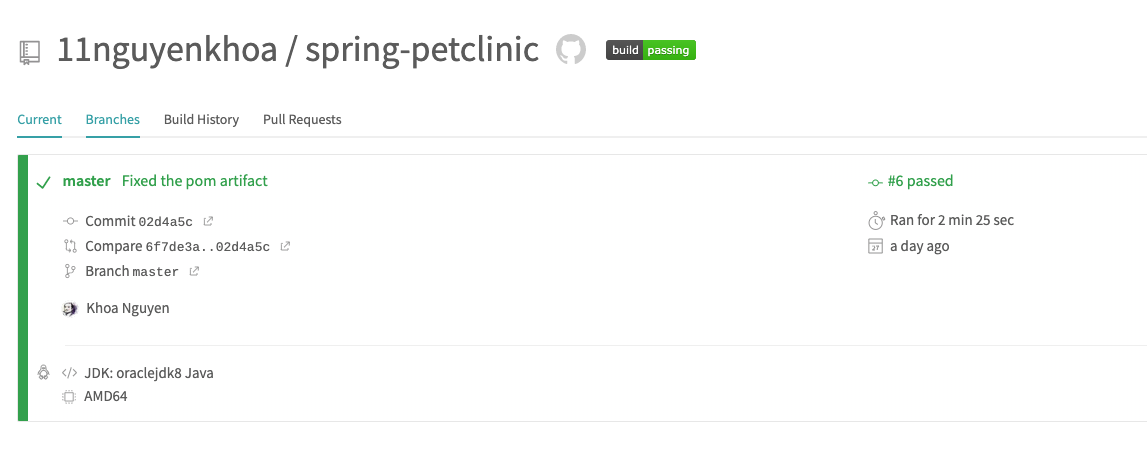 11nguyenkhoa / spring-petclinic build passing
Current Branches Build History Pull Requests
master Fixed the pom artifact #6 passed
Commit 02d4a5c Ran for 2 min 25 sec
Compare 6f7de3a..02d4a5c 27 a day ago
Branch master
Khoa Nguyen
JDK: oraclejdk8 Java
AMD64